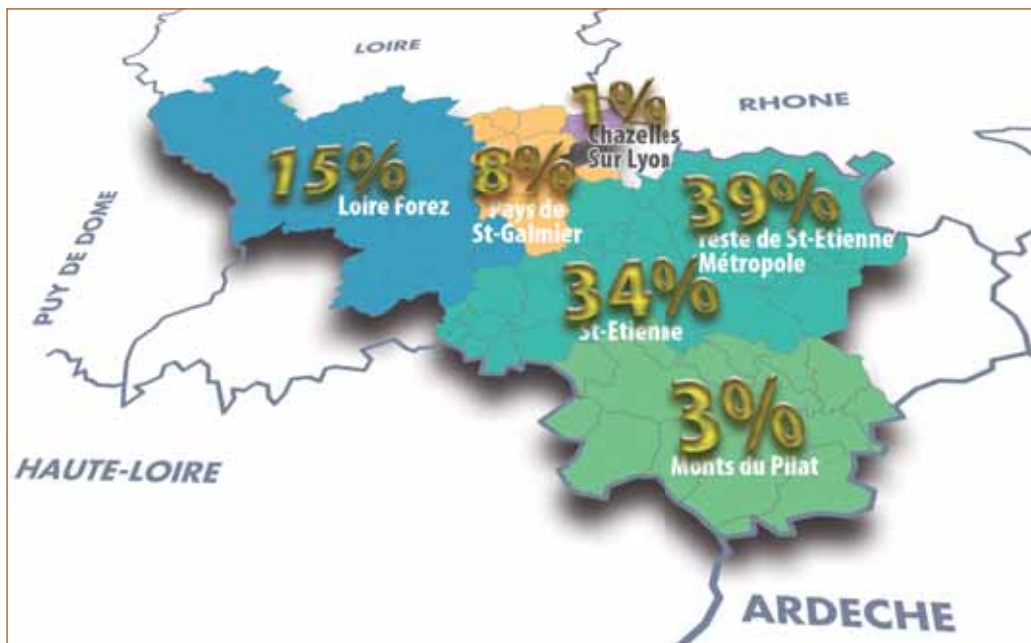 LOIRE
RHONE
1%
Chazelles
Sur Lyon
15%
Loire Forez
8%
Pays de
St-Galmier
39%
Teste de St-Etienne
Métropole
PUY DE DOME
34%
St-Etienne
3%
Monts du Pilat
HAUTE-LOIRE
ARDECHE